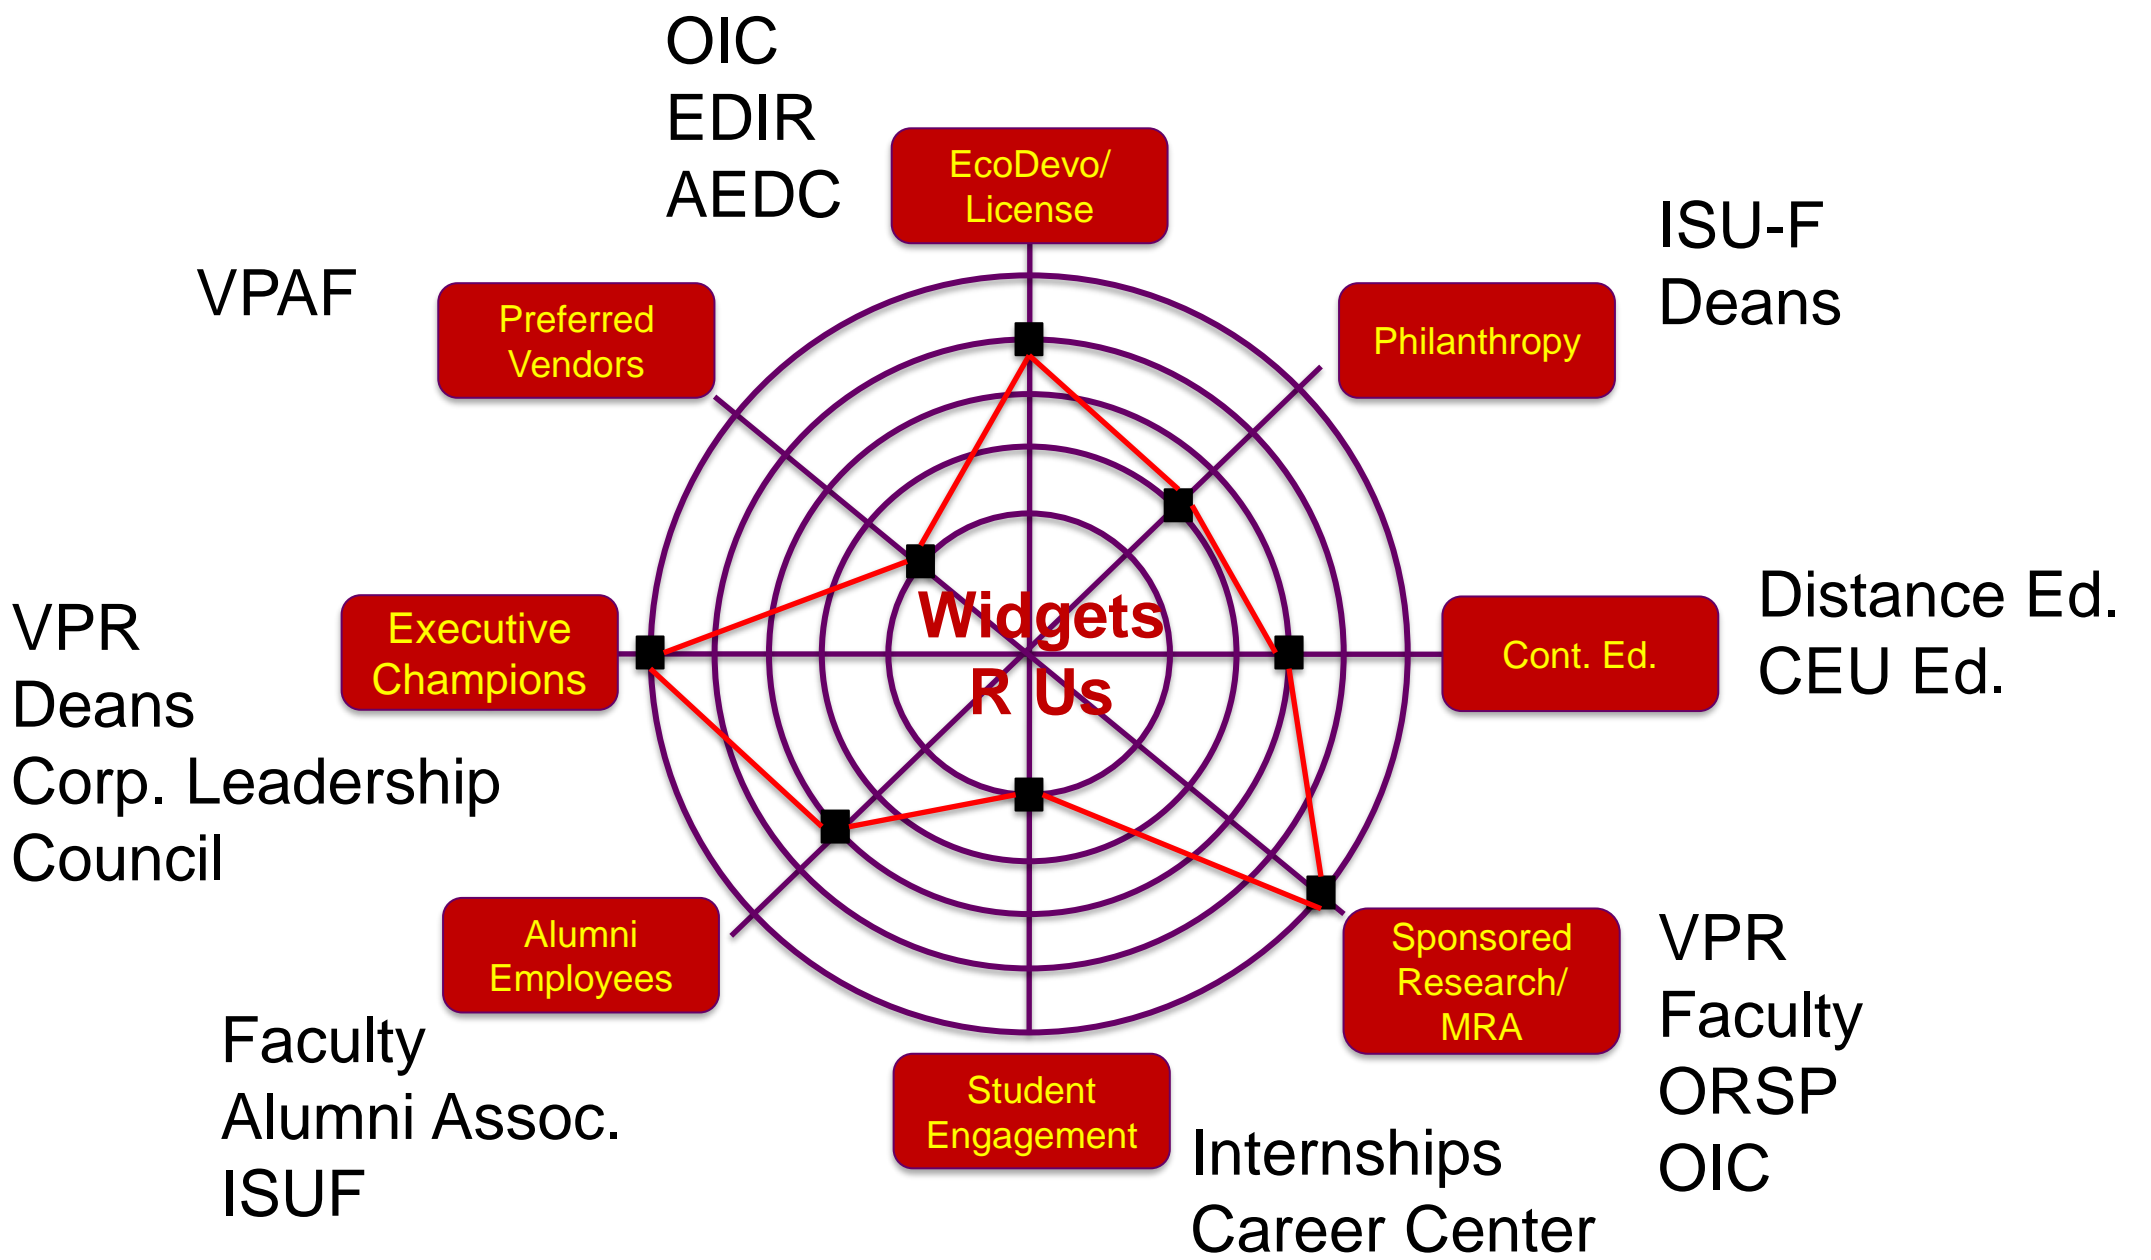 OIC
EDIR
AEDC
EcoDevo/
License
ISU-F
Deans
Philanthropy
VPAF
Preferred
Vendors
Distance Ed.
CEU Ed.
Cont. Ed.
Widgets
R Us
VPR
Deans
Corp. Leadership
Council
Executive
Champions
Alumni
Employees
Faculty
Alumni Assoc.
ISUF
Student
Engagement
Internships
Career Center
Sponsored
Research/
MRA
VPR
Faculty
ORSP
OIC